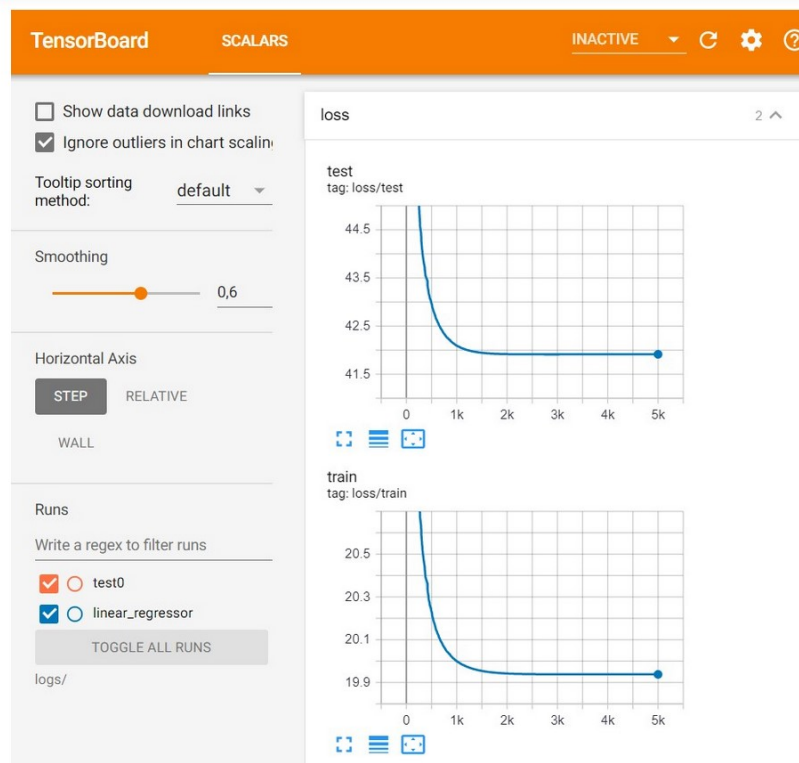 TensorBoard SCALARS INACTIVE
Show data download links
Ignore outliers in chart scalin
Tooltip sorting
method:
default
Smoothing
0,6
Horizontal Axis
STEP RELATIVE
WALL
Runs
Write a regex to filter runs
test0
linear_regressor
TOGGLE ALL RUNS
logs/
loss 2
test
tag: loss/test
44.5
43.5
42.5
41.5
0 1k 2k 3k 4k 5k
train
tag: loss/train
20.5
20.3
20.1
19.9
0 1k 2k 3k 4k 5k